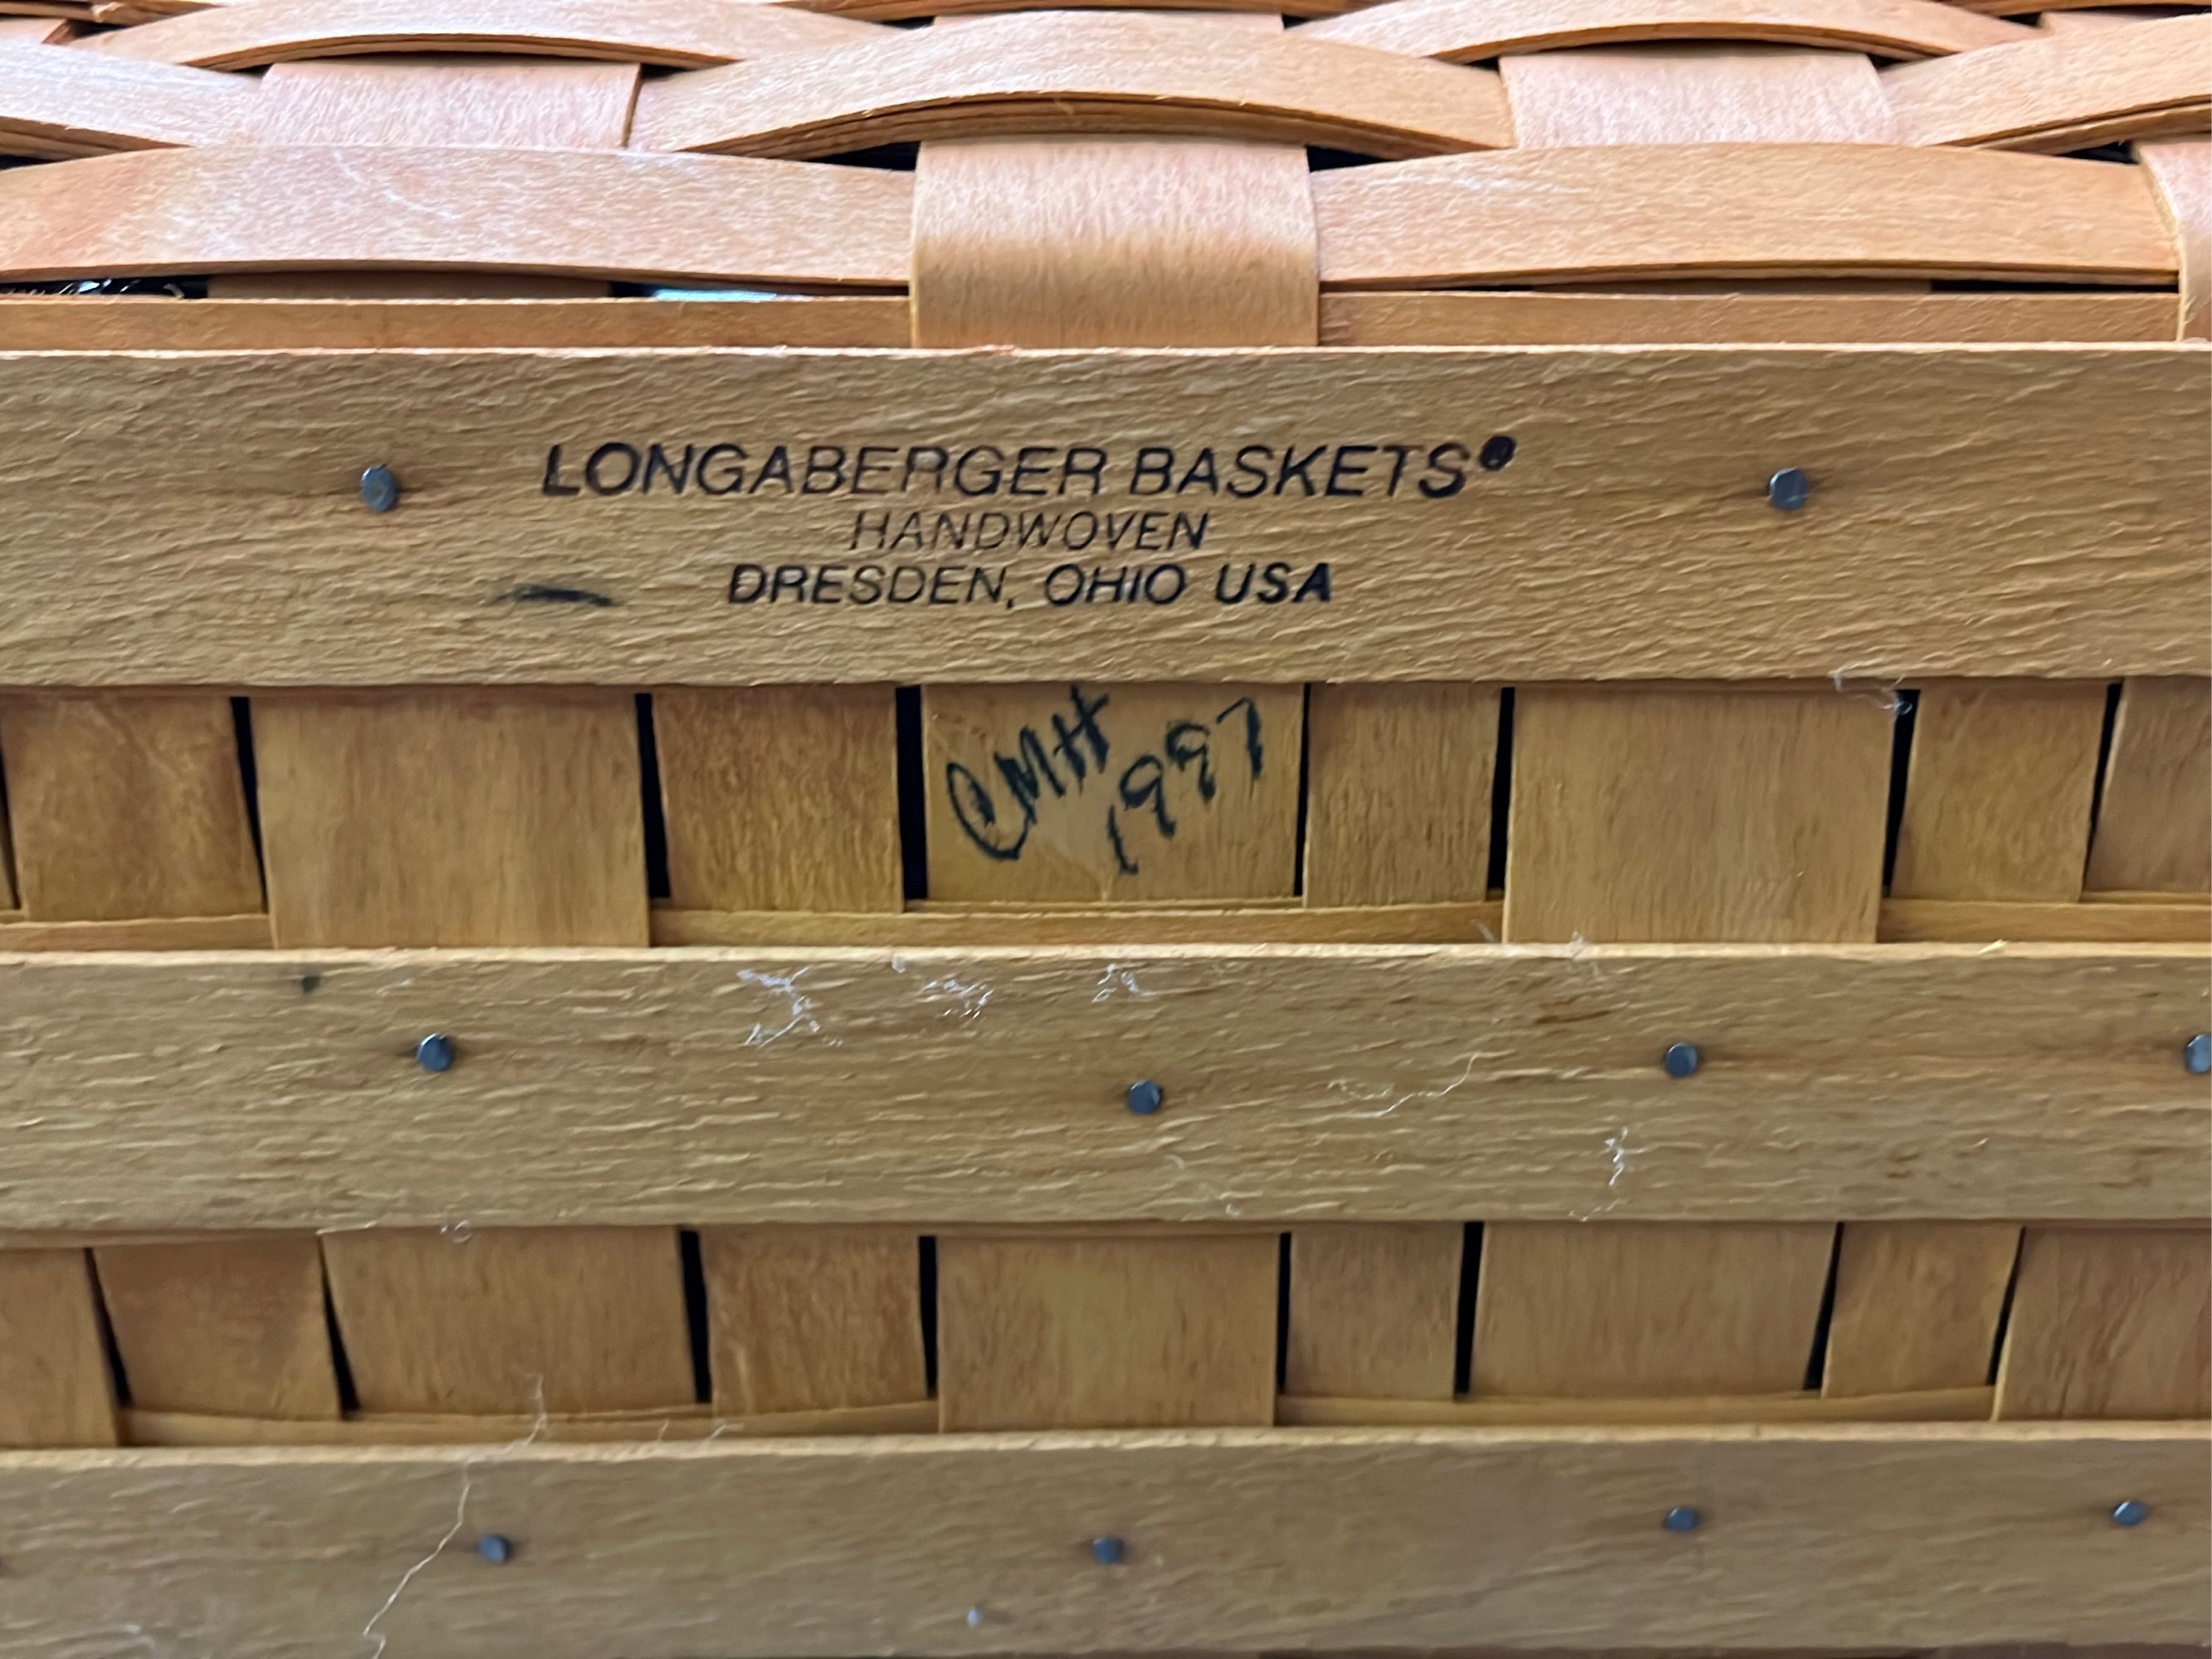 LONGABERGER BASKETS®
HANDWOVEN
DRESDEN, OHIO USA
CMH
1997